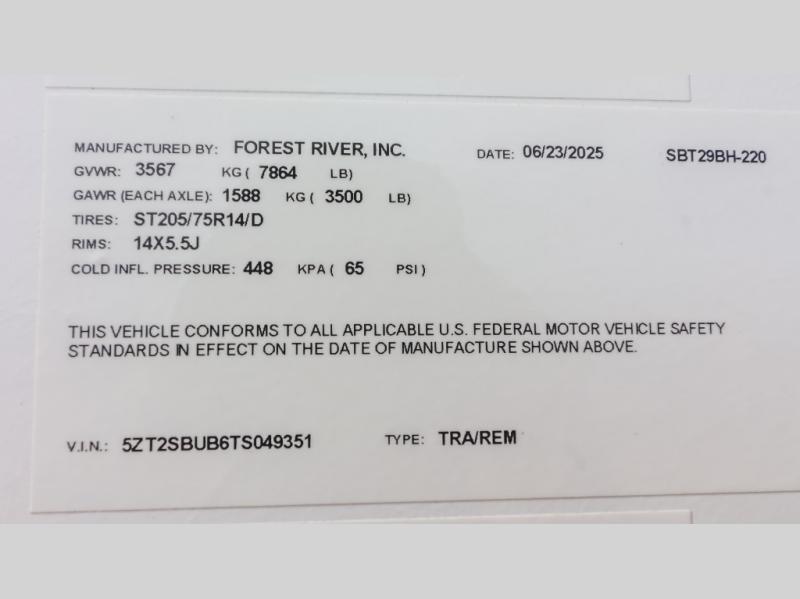 MANUFACTURED BY: FOREST RIVER, INC. DATE: 06/23/2025 SBT29BH-220
GVWR: 3567 KG ( 7864 LB)
GAWR (EACH AXLE): 1588 KG ( 3500 LB)
TIRES: ST205/75R14/D
RIMS: 14X5.5J
COLD INFL. PRESSURE: 448 KPA ( 65 PSI )
THIS VEHICLE CONFORMS TO ALL APPLICABLE U.S. FEDERAL MOTOR VEHICLE SAFETY
STANDARDS IN EFFECT ON THE DATE OF MANUFACTURE SHOWN ABOVE.
V.I.N.: 5ZT2SBUB6TS049351 TYPE: TRA/REM